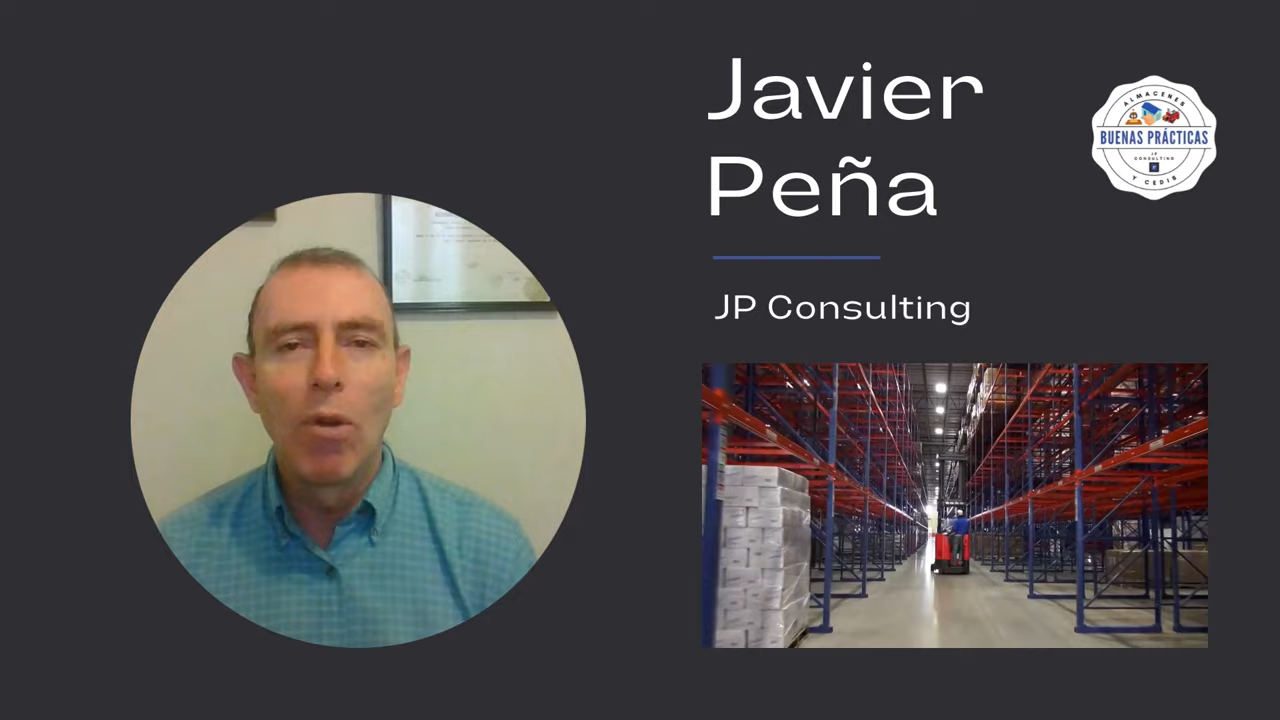 Javier
Peña
JP Consulting
ALMACENES
BUENAS PRÁCTICAS
JP
CONSULTING
Y CEDIS